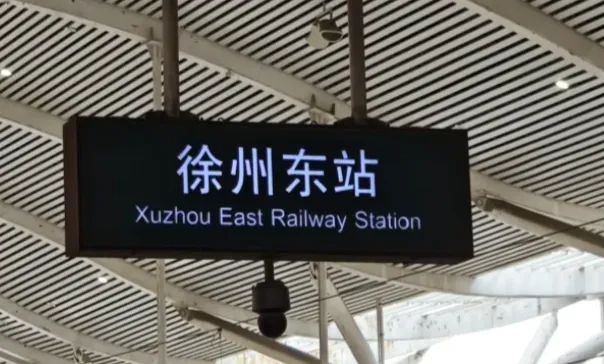 徐州东站
Xuzhou East Railway Station